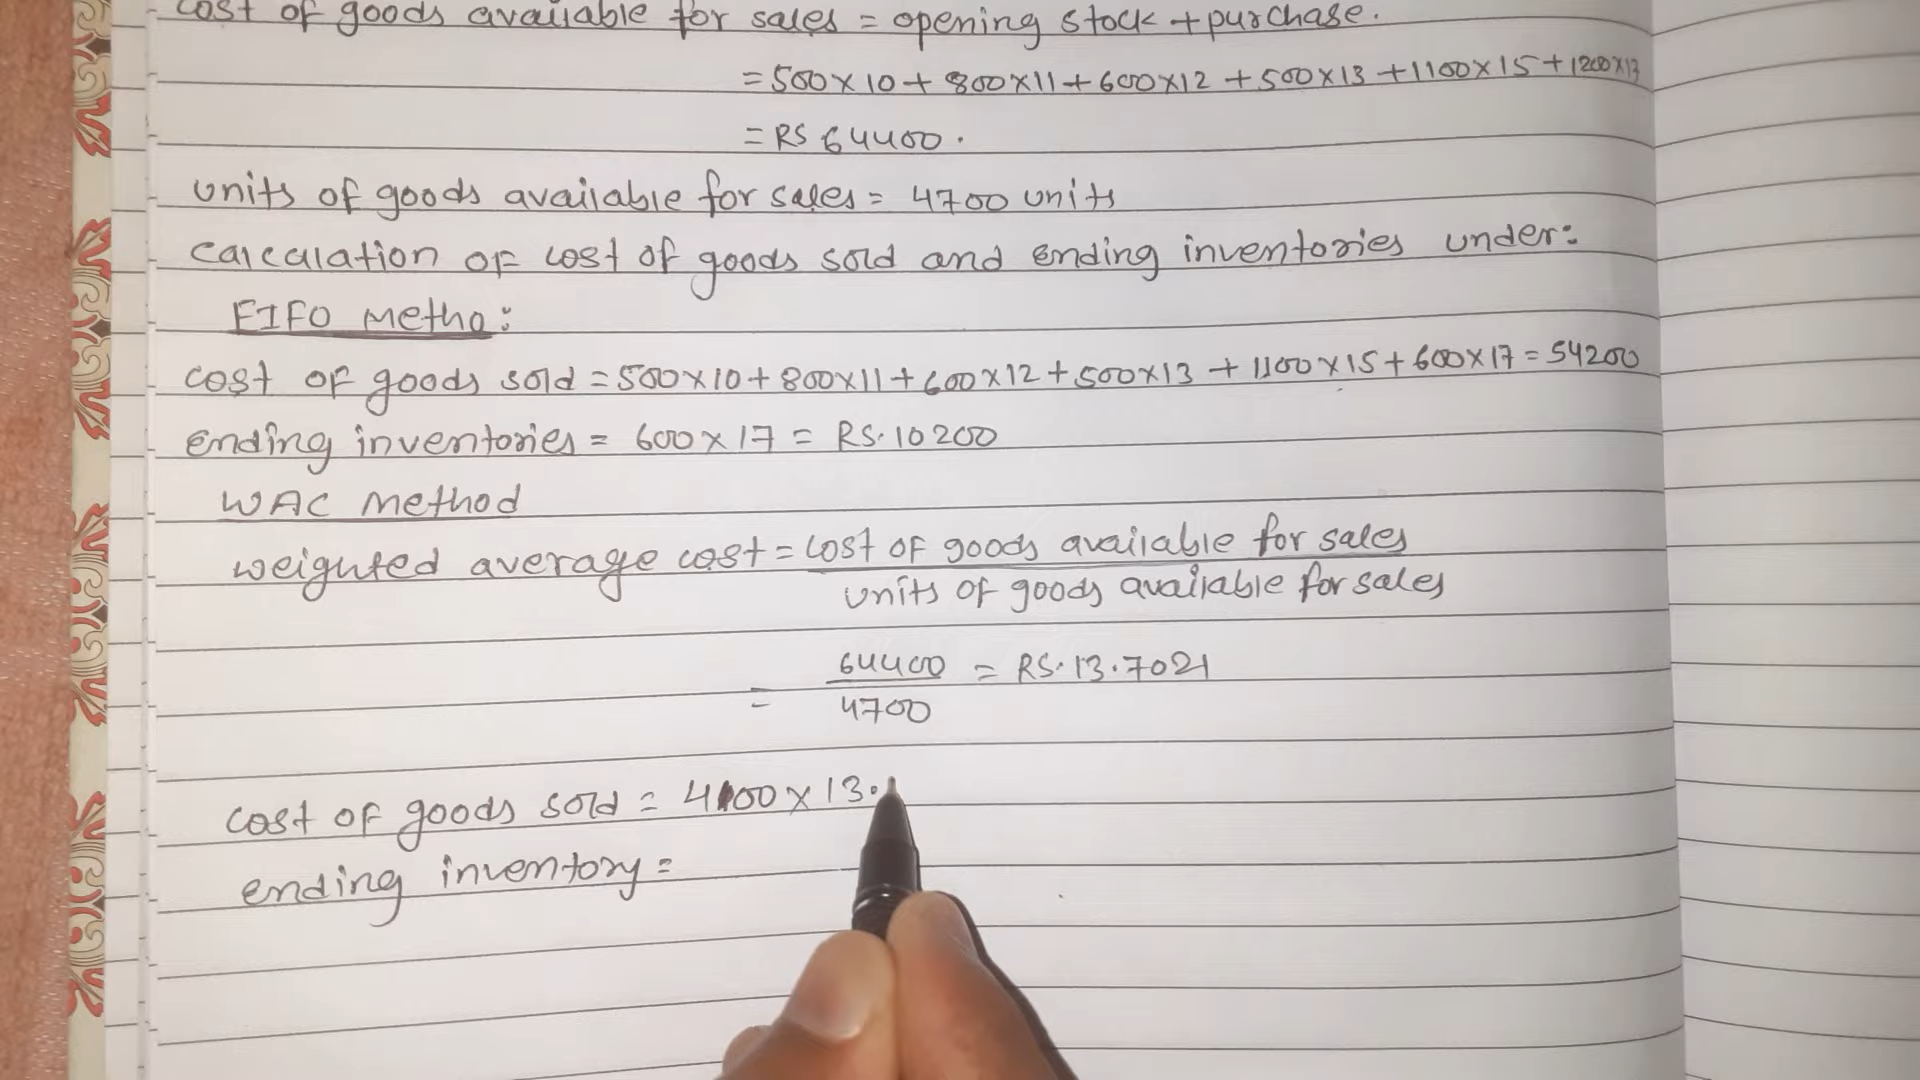 cost of goods available for sales = opening stock + purchase.
= 500 x 10 + 800 x 11 + 600 x 12 + 500 x 13 + 1100 x 15 + 1200 x 17
= RS 64400.
units of goods available for sales = 4700 units
calculation of cost of goods sold and ending inventories under:
FIFO metho:
cost of goods sold = 500 x 10 + 800 x 11 + 600 x 12 + 500 x 13 + 1100 x 15 + 600 x 17 = 54200
ending inventories = 600 x 17 = RS. 10200
WAC method
weighted average cost = cost of goods available for sales
units of goods available for sales
= 64400 = RS. 13.7021
4700
cost of goods sold = 4100 x 13.
ending inventory =